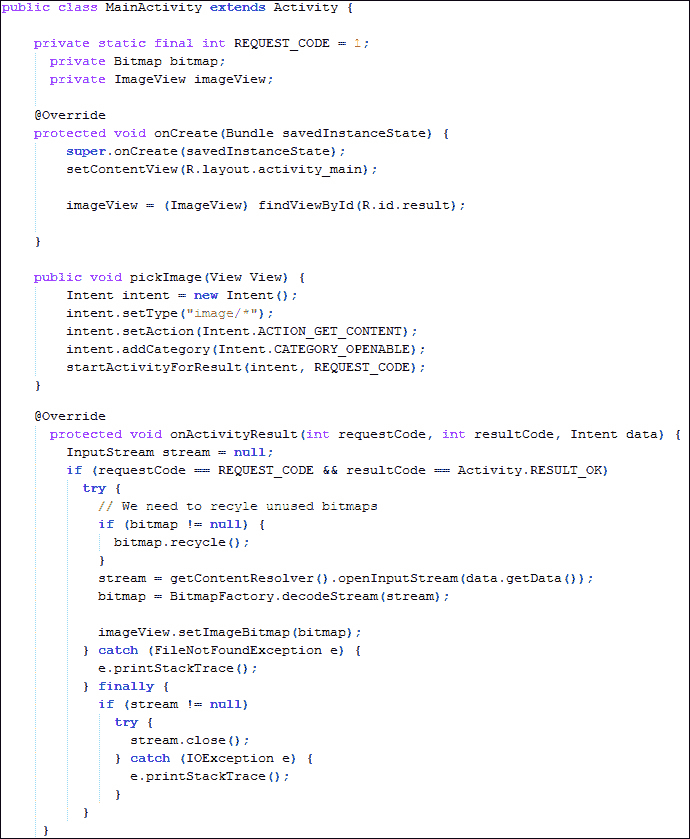 public class MainActivity extends Activity {
private static final int REQUEST_CODE = 1;
private Bitmap bitmap;
private ImageView imageView;
@Override
protected void onCreate(Bundle savedInstanceState) {
super.onCreate(savedInstanceState);
setContentView(R.layout.activity_main);
imageView = (ImageView) findViewById(R.id.result);
}
public void pickImage(View View) {
Intent intent = new Intent();
intent.setType("image/*");
intent.setAction(Intent.ACTION_GET_CONTENT);
intent.addCategory(Intent.CATEGORY_OPENABLE);
startActivityForResult(intent, REQUEST_CODE);
}
@Override
protected void onActivityResult(int requestCode, int resultCode, Intent data) {
InputStream stream = null;
if (requestCode == REQUEST_CODE && resultCode == Activity.RESULT_OK)
try {
// We need to recyle unused bitmaps
if (bitmap != null) {
bitmap.recycle();
}
stream = getContentResolver().openInputStream(data.getData());
bitmap = BitmapFactory.decodeStream(stream);
imageView.setImageBitmap(bitmap);
} catch (FileNotFoundException e) {
e.printStackTrace();
} finally {
if (stream != null)
try {
stream.close();
} catch (IOException e) {
e.printStackTrace();
}
}
}